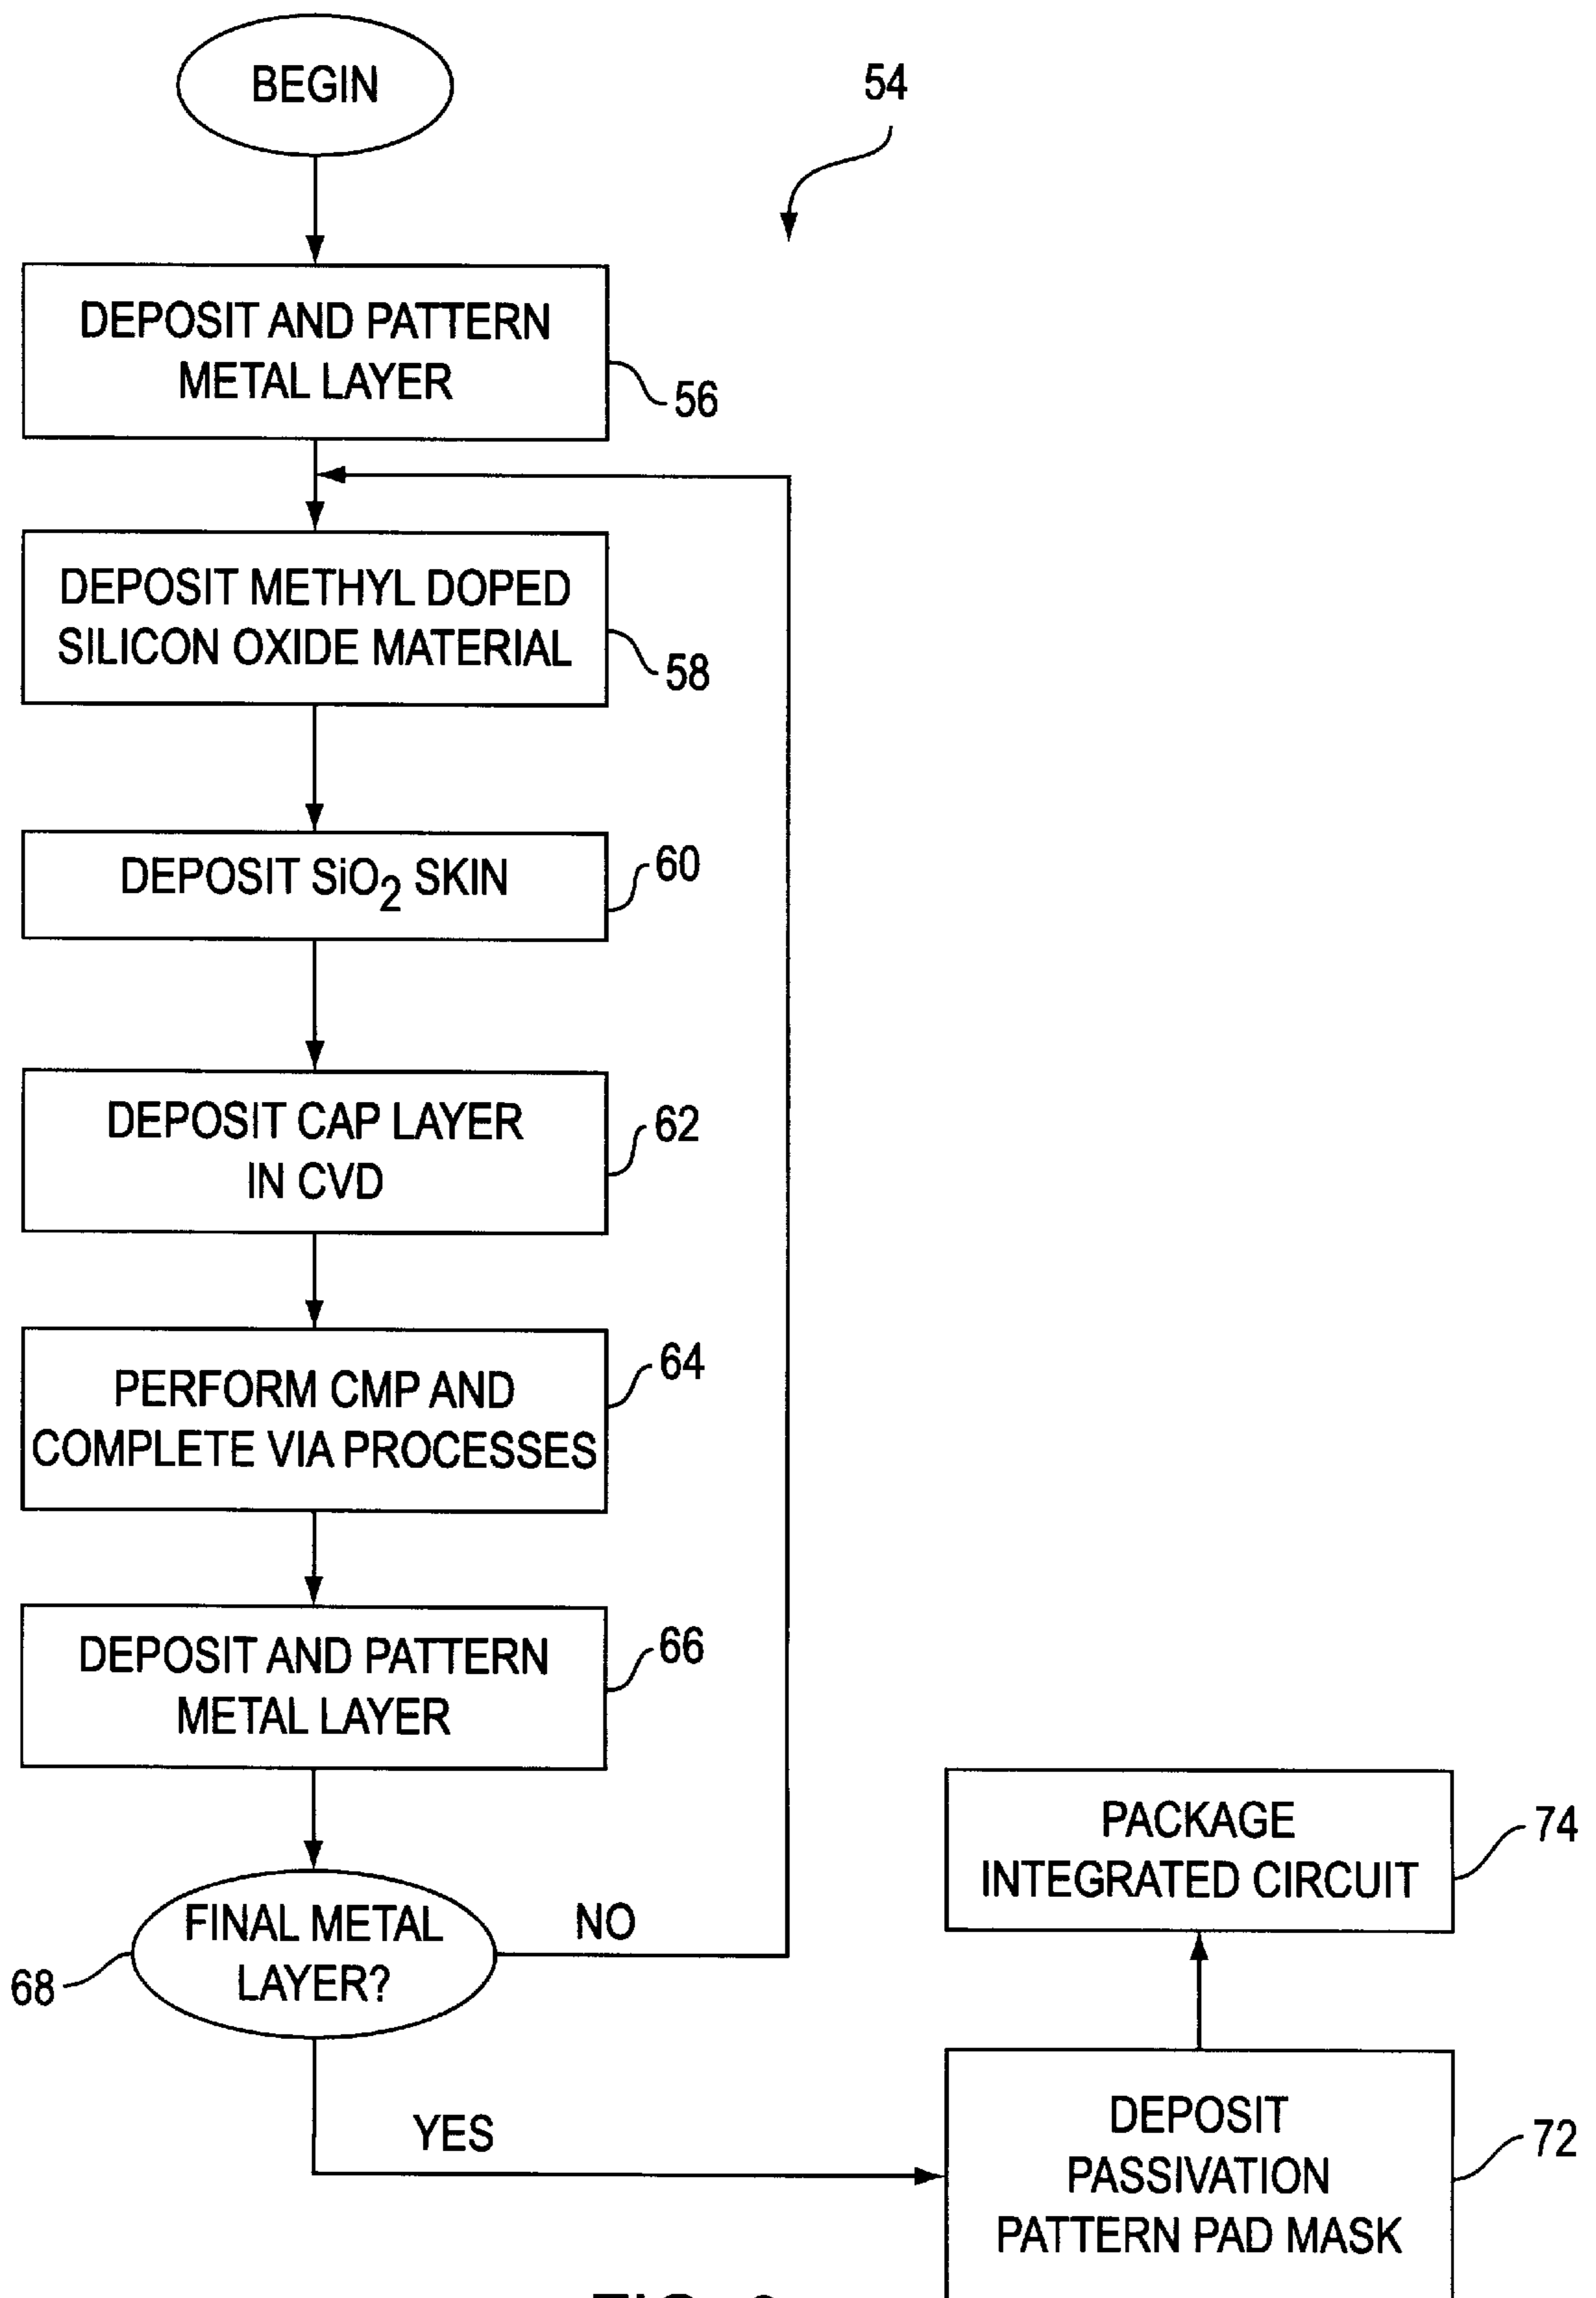 BEGIN
54
DEPOSIT AND PATTERN
METAL LAYER
56
DEPOSIT METHYL DOPED
SILICON OXIDE MATERIAL
58
DEPOSIT SiO2 SKIN
60
DEPOSIT CAP LAYER
IN CVD
62
PERFORM CMP AND
COMPLETE VIA PROCESSES
64
DEPOSIT AND PATTERN
METAL LAYER
66
FINAL METAL
LAYER?
68
NO
YES
PACKAGE
INTEGRATED CIRCUIT
74
DEPOSIT
PASSIVATION
PATTERN PAD MASK
72